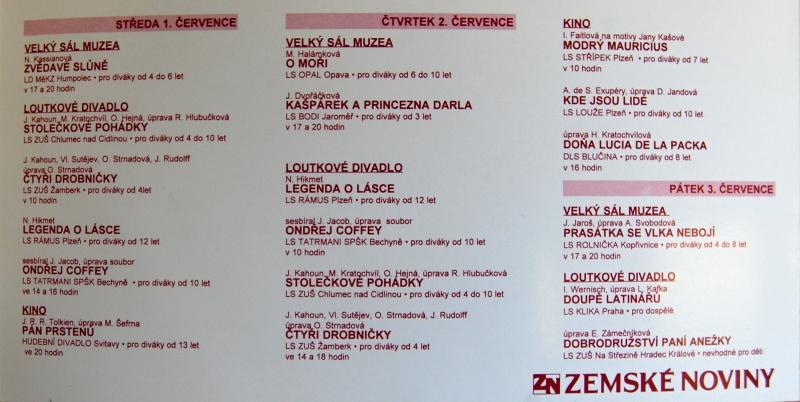 STŘEDA 1. ČERVENCE
VELKÝ SÁL MUZEA
N. Kassianová
ZVĚDAVÉ SLŮNĚ
LD MěKZ Humpolec • pro diváky od 4 do 6 let
v 17 a 20 hodin
LOUTKOVÉ DIVADLO
J. Kahoun, M. Kratochvíl, O. Hejná, úprava R. Hlubučková
STOLEČKOVÉ POHÁDKY
LS ZUŠ Chlumec nad Cidlinou • pro diváky od 4 do 10 let
J. Kahoun, Vl. Sutějev, O. Strnadová, J. Rudolff
úprava O. Strnadová
ČTYŘI DROBNIČKY
LS ZUŠ Žamberk • pro diváky od 4let
v 10 hodin
N. Hikmet
LEGENDA O LÁSCE
LS RÁMUS Plzeň • pro diváky od 12 let
sesbíral J. Jacob, úprava soubor
ONDŘEJ COFFEY
LS TATRMANI SPŠK Bechyně • pro diváky od 10 let
ve 14 a 16 hodin
KINO
J. R. R. Tolkien, úprava M. Šefrna
PÁN PRSTENŮ
HUDEBNÍ DIVADLO Svitavy • pro diváky od 13 let
ve 20 hodin
ČTVRTEK 2. ČERVENCE
VELKÝ SÁL MUZEA
M. Halámková
O MOŘI
LS OPAL Opava • pro diváky od 6 do 10 let
J. Dvořáčková
KAŠPÁREK A PRINCEZNA DARLA
LS BODI Jaroměř • pro diváky od 3 let
v 17 a 20 hodin
LOUTKOVÉ DIVADLO
N. Hikmet
LEGENDA O LÁSCE
LS RÁMUS Plzeň • pro diváky od 12 let
sesbíral J. Jacob, úprava soubor
ONDŘEJ COFFEY
LS TATRMANI SPŠK Bechyně • pro diváky od 10 let
v 10 hodin
J. Kahoun, M. Kratochvíl, O. Hejná, úprava R. Hlubučková
STOLEČKOVÉ POHÁDKY
LS ZUŠ Chlumec nad Cidlinou • pro diváky od 4 do 10 let
J. Kahoun, Vl. Sutějev, O. Strnadová, J. Rudolff
úprava O. Strnadová
ČTYŘI DROBNIČKY
LS ZUŠ Žamberk • pro diváky od 4 let
ve 14 a 18 hodin
KINO
I. Faitlová na motivy Jany Kašové
MODRÝ MAURICIUS
LS STŘÍPEK Plzeň • pro diváky od 7 let
v 10 hodin
A. de S. Exupéry, úprava D. Jandová
KDE JSOU LIDÉ
LS LOUŽE Plzeň • pro diváky od 10 let
úprava H. Kratochvílová
DOŇA LUCIA DE LA PACKA
DLS BLUČINA • pro diváky od 8 let
v 16 hodin
PÁTEK 3. ČERVENCE
VELKÝ SÁL MUZEA
J. Jaroš, úprava A. Svobodová
PRASÁTKA SE VLKA NEBOJÍ
LS ROLNIČKA Kopřivnice • pro diváky od 4 do 8 let
v 17 a 20 hodin
LOUTKOVÉ DIVADLO
I. Wernisch, úprava L. Kafka
DOUPĚ LATINÁŘŮ
LS KLIKA Praha • pro dospělé
úprava E. Zámečníková
DOBRODRUŽSTVÍ PANÍ ANEŽKY
LS ZUŠ Na Střezině Hradec Králové • nevhodné pro děti
ZN ZEMSKÉ NOVINY